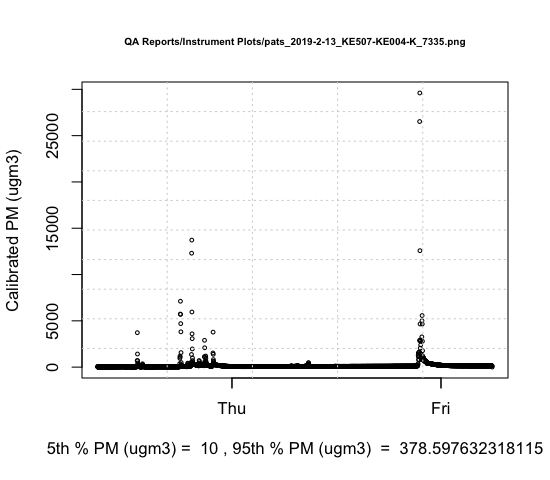 QA Reports/Instrument Plots/pats_2019-2-13_KE507-KE004-K_7335.png
Calibrated PM (ugm3)
25000
15000
5000
0
Thu Fri
5th % PM (ugm3) = 10 , 95th % PM (ugm3) = 378.597632318115